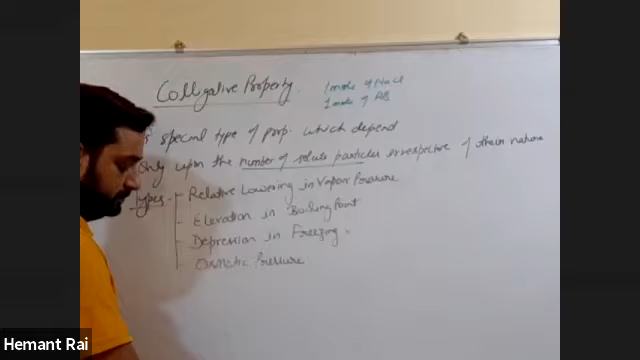 Colligative Property
1 mole of NaCl
1 mole of AB
special type of prop. which depend
Only upon the number of solute particles irrespective of their nature
Types - Relative Lowering in Vapor Pressure
- Elevation in Boiling Point
- Depression in Freezing
- Osmotic Pressure
Hemant Rai